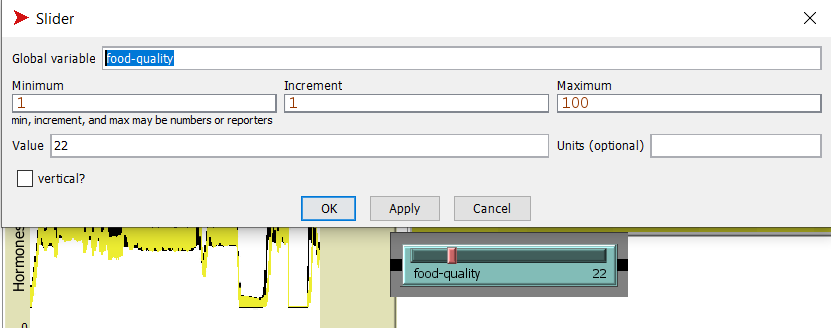 Slider
Global variable food-quality
Minimum Increment Maximum
1 1 100
min, increment, and max may be numbers or reporters
Value 22 Units (optional)
vertical?
OK Apply Cancel
Hormones
food-quality 22
0